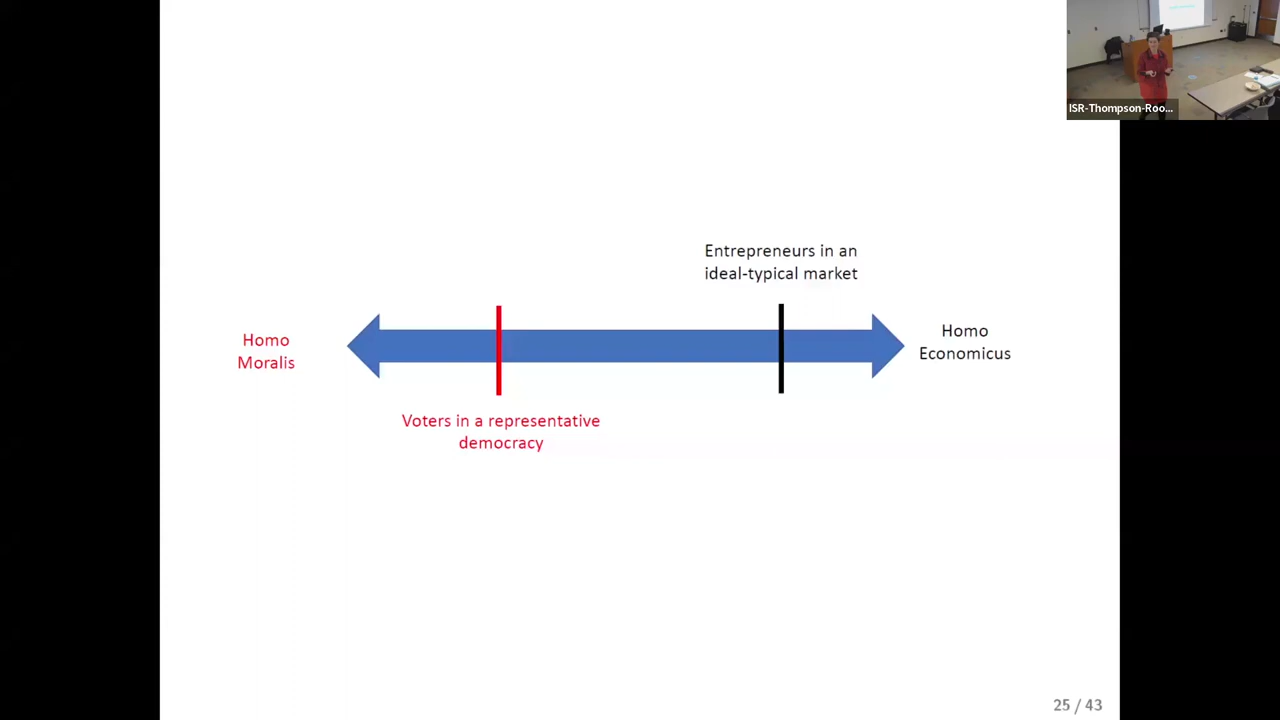 ISR-Thompson-Roo...
Entrepreneurs in an
ideal-typical market
Homo
Moralis
Homo
Economicus
Voters in a representative
democracy
25 / 43